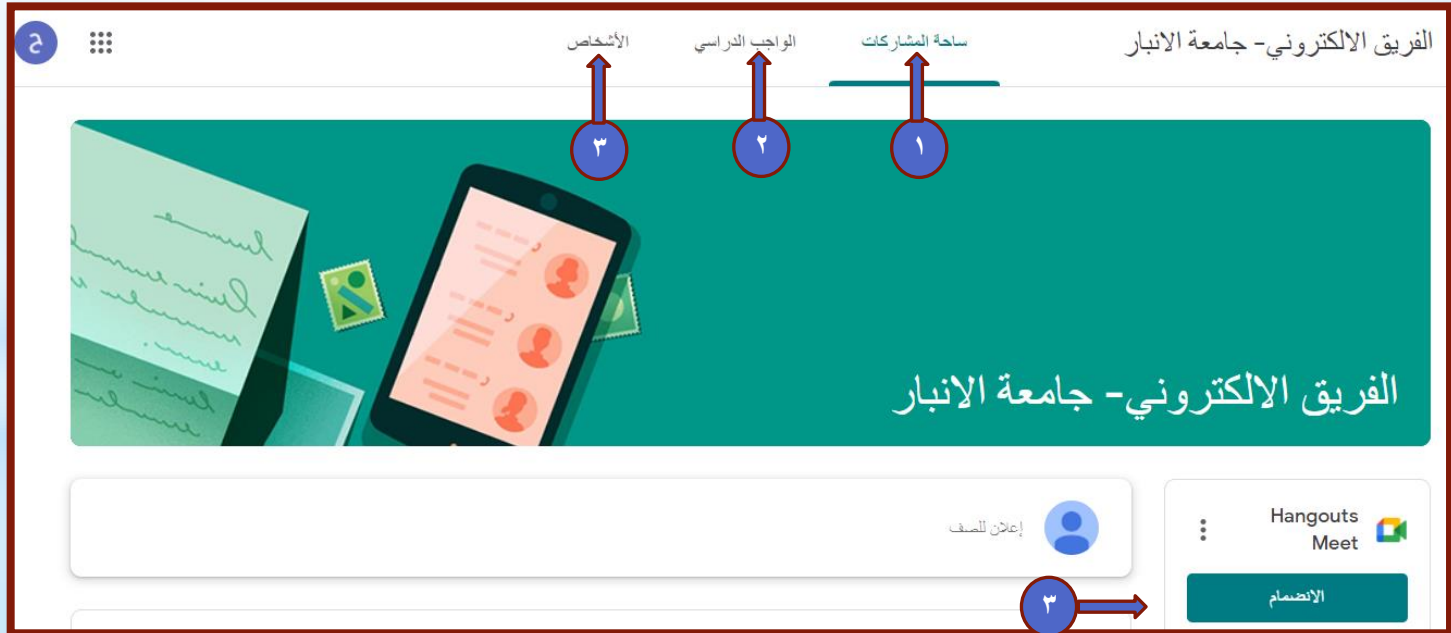 الفريق الالكتروني- جامعة الانبار
ساحة المشاركات
الواجب الدراسي
الأشخاص
ع
١
٢
٣
الفريق الالكتروني- جامعة الانبار
Hangouts
Meet
إعلان للصف
الانضمام
٣